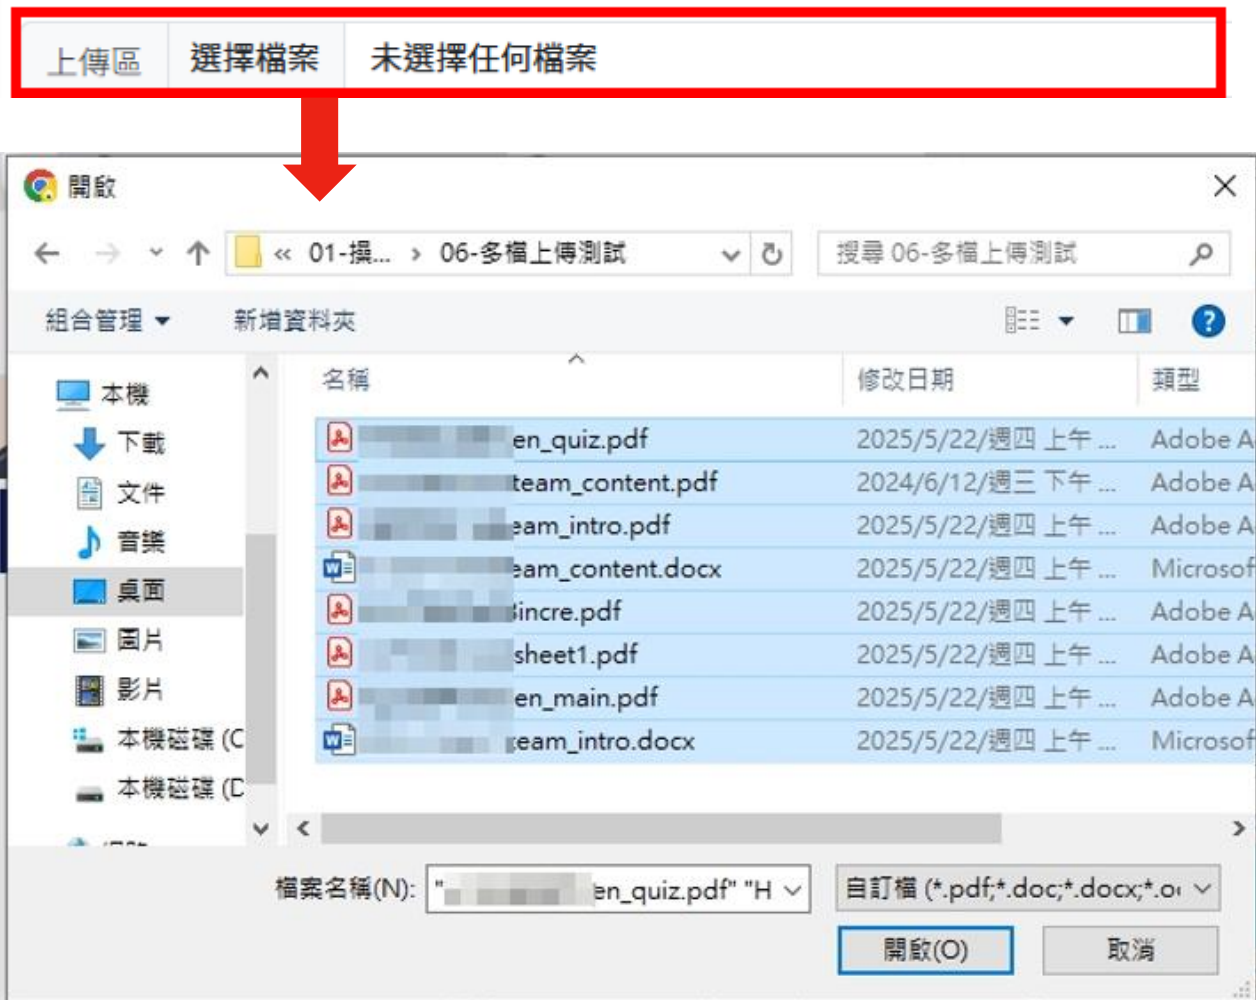 上傳區 選擇檔案 未選擇任何檔案
開啟
« 01-操... › 06-多檔上傳測試 搜尋 06-多檔上傳測試
組合管理 新增資料夾
名稱 修改日期 類型
本機
下載
文件
音樂
桌面
圖片
影片
本機磁碟 (C
本機磁碟 (D
en_quiz.pdf 2025/5/22/週四 上午 ... Adobe A
team_content.pdf 2024/6/12/週三 下午 ... Adobe A
eam_intro.pdf 2025/5/22/週四 上午 ... Adobe A
eam_content.docx 2025/5/22/週四 上午 ... Microsof
incre.pdf 2025/5/22/週四 上午 ... Adobe A
sheet1.pdf 2025/5/22/週四 上午 ... Adobe A
en_main.pdf 2025/5/22/週四 上午 ... Adobe A
eam_intro.docx 2025/5/22/週四 上午 ... Microsof
檔案名稱(N): " en_quiz.pdf" "H 自訂檔 (*.pdf;*.doc;*.docx;*.o
開啟(O) 取消